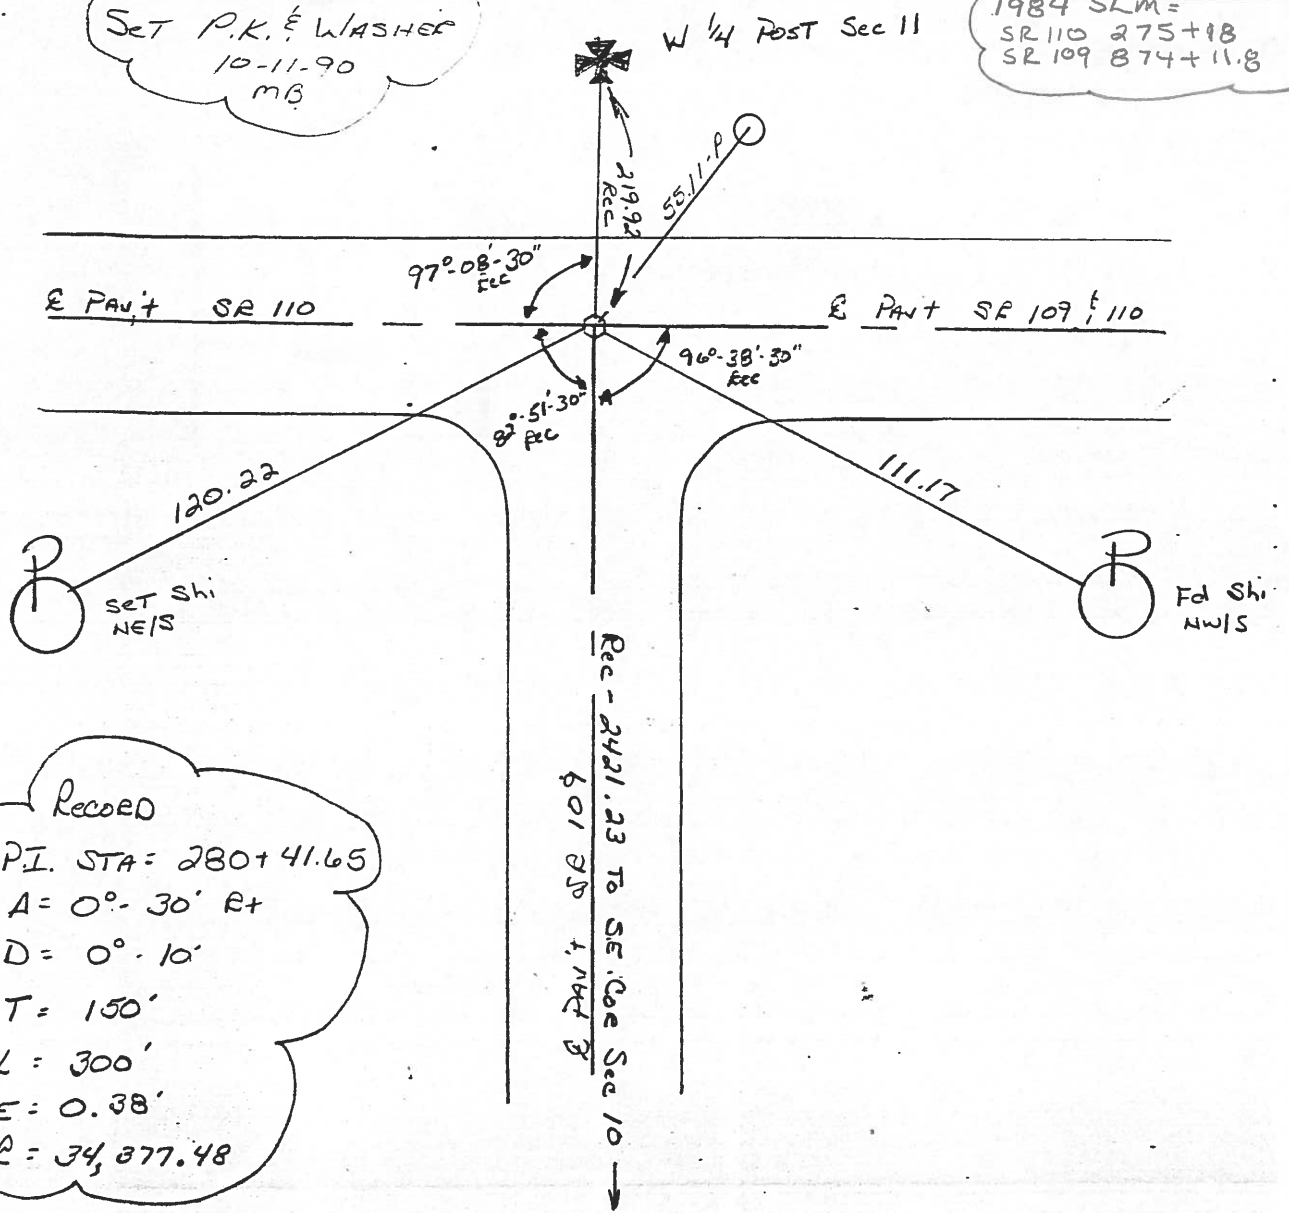 SET P.K. & WASHER
10-11-90
MB
W 1/4 POST Sec 11
1984 SLM =
SR 110 275+18
SR 109 874+11.8
219.92
Rec
55.11-P
97°-08'-30"
Rec
℄ PAV't SR 110
℄ PAV't SR 109 & 110
96°-38'-30"
Rec
82°-51'-30"
Rec
120.22
111.17
SET Shi
NE/S
Fd Shi
NW/S
Rec - 2421.23 To S.E. Cor Sec 10
℄ PAV't SR 109
RECORD
P.I. STA = 280+41.65
A = 0°- 30' Rt
D = 0° - 10'
T = 150'
L = 300'
E = 0.38'
R = 34,377.48